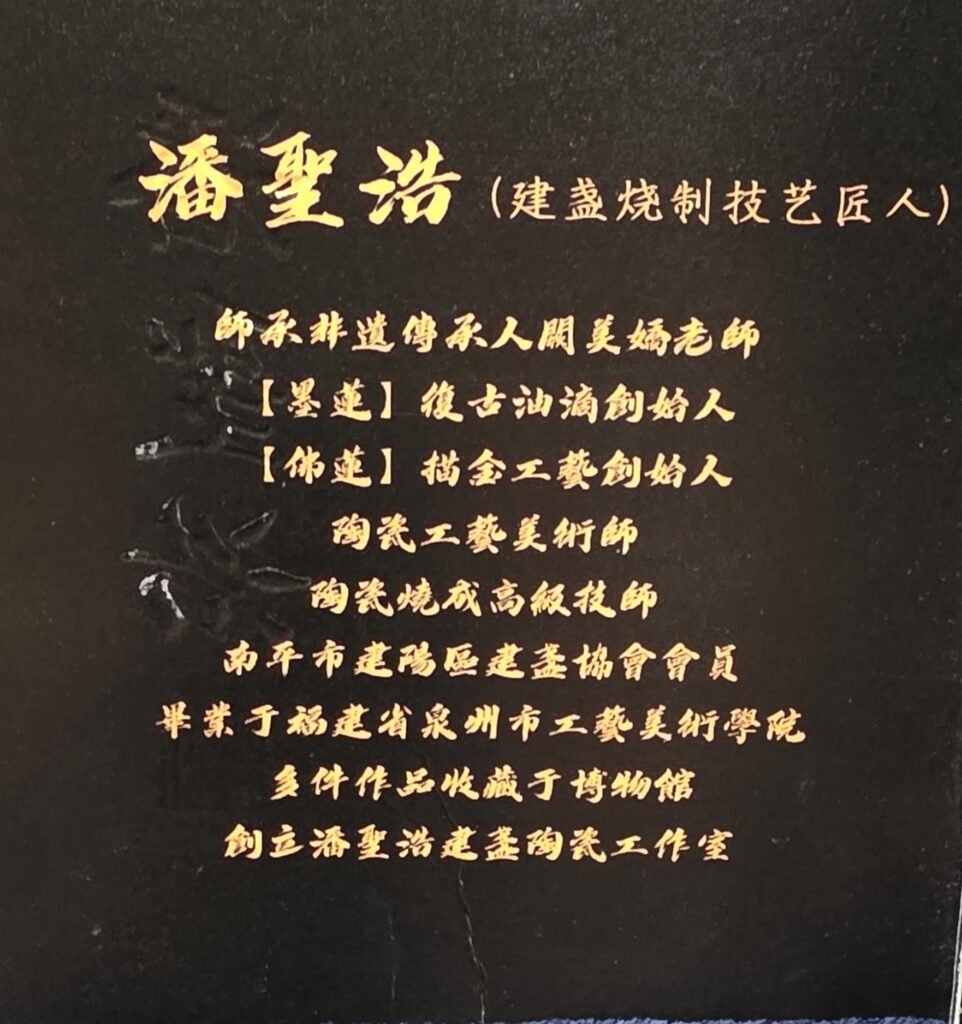 潘聖浩（建盏烧制技艺匠人）
師承非遺傳承人闕美嬌老師
【墨蓮】復古油滴創始人
【佛蓮】描金工藝創始人
陶瓷工藝美術師
陶瓷燒成高級技師
南平市建陽區建盞協會會員
畢業于福建省泉州市工藝美術學院
多件作品收藏于博物館
創立潘聖浩建盞陶瓷工作室